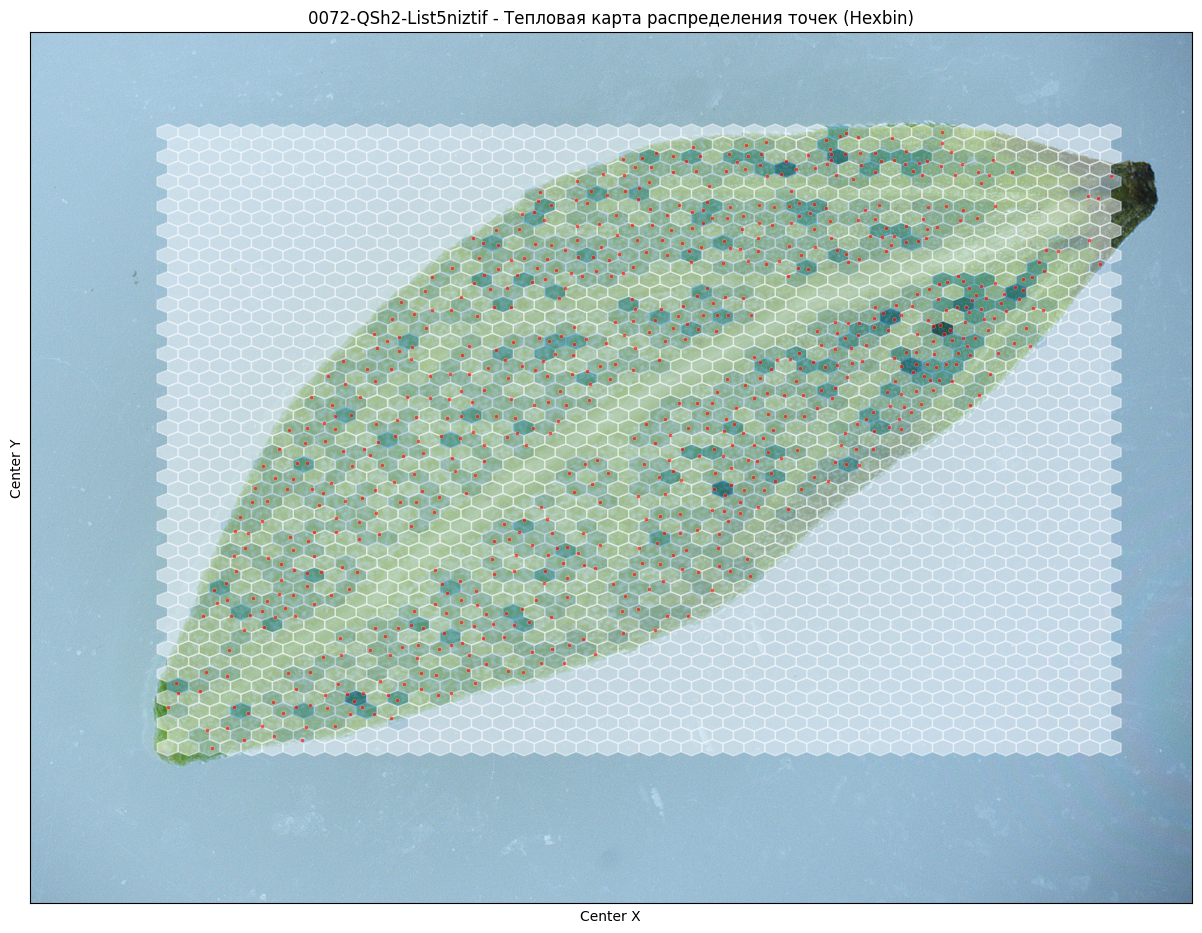 0072-QSh2-List5niztif - Тепловая карта распределения точек (Hexbin)
Center Y
Center X